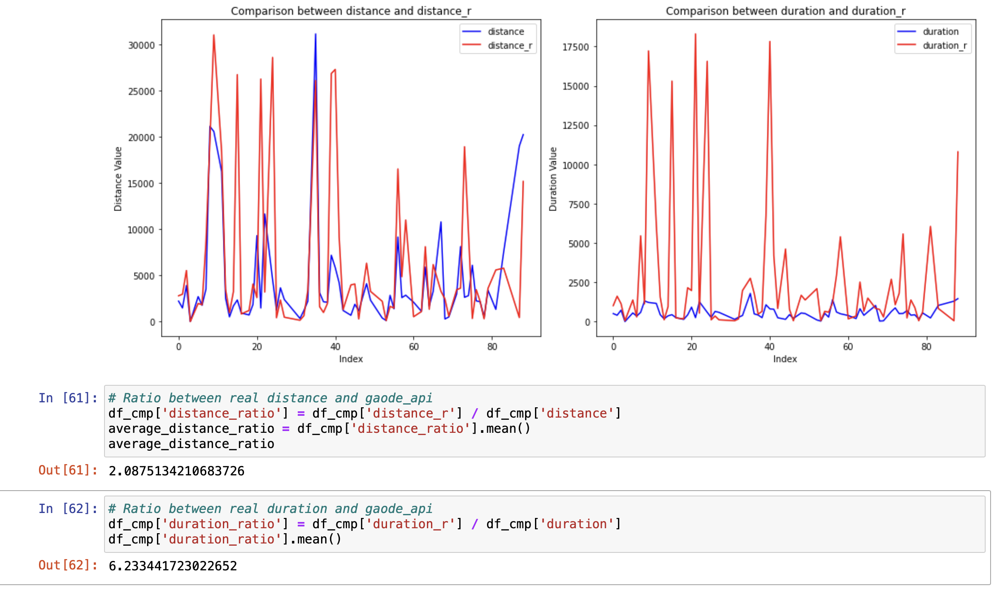 Comparison between distance and distance_r
distance
distance_r
30000
25000
20000
15000
10000
5000
0
Distance Value
0 20 40 60 80
Index
Comparison between duration and duration_r
duration
duration_r
17500
15000
12500
10000
7500
5000
2500
0
Duration Value
0 20 40 60 80
Index
In [61]: # Ratio between real distance and gaode_api
df_cmp['distance_ratio'] = df_cmp['distance_r'] / df_cmp['distance']
average_distance_ratio = df_cmp['distance_ratio'].mean()
average_distance_ratio
Out[61]: 2.0875134210683726
In [62]: # Ratio between real duration and gaode_api
df_cmp['duration_ratio'] = df_cmp['duration_r'] / df_cmp['duration']
df_cmp['duration_ratio'].mean()
Out[62]: 6.233441723022652